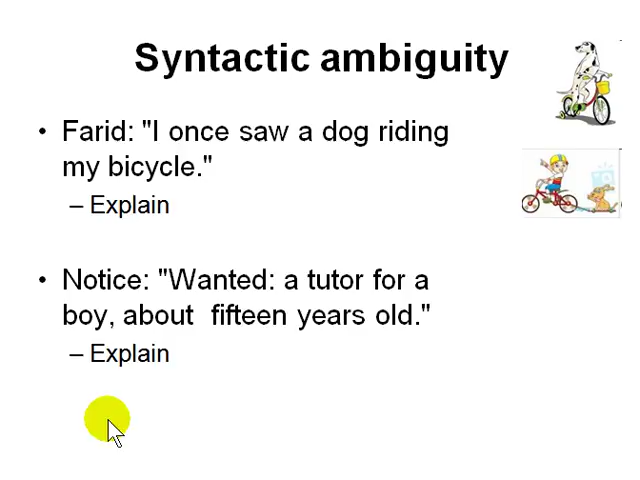 Syntactic ambiguity
• Farid: "I once saw a dog riding
my bicycle."
– Explain
• Notice: "Wanted: a tutor for a
boy, about  fifteen years old."
– Explain